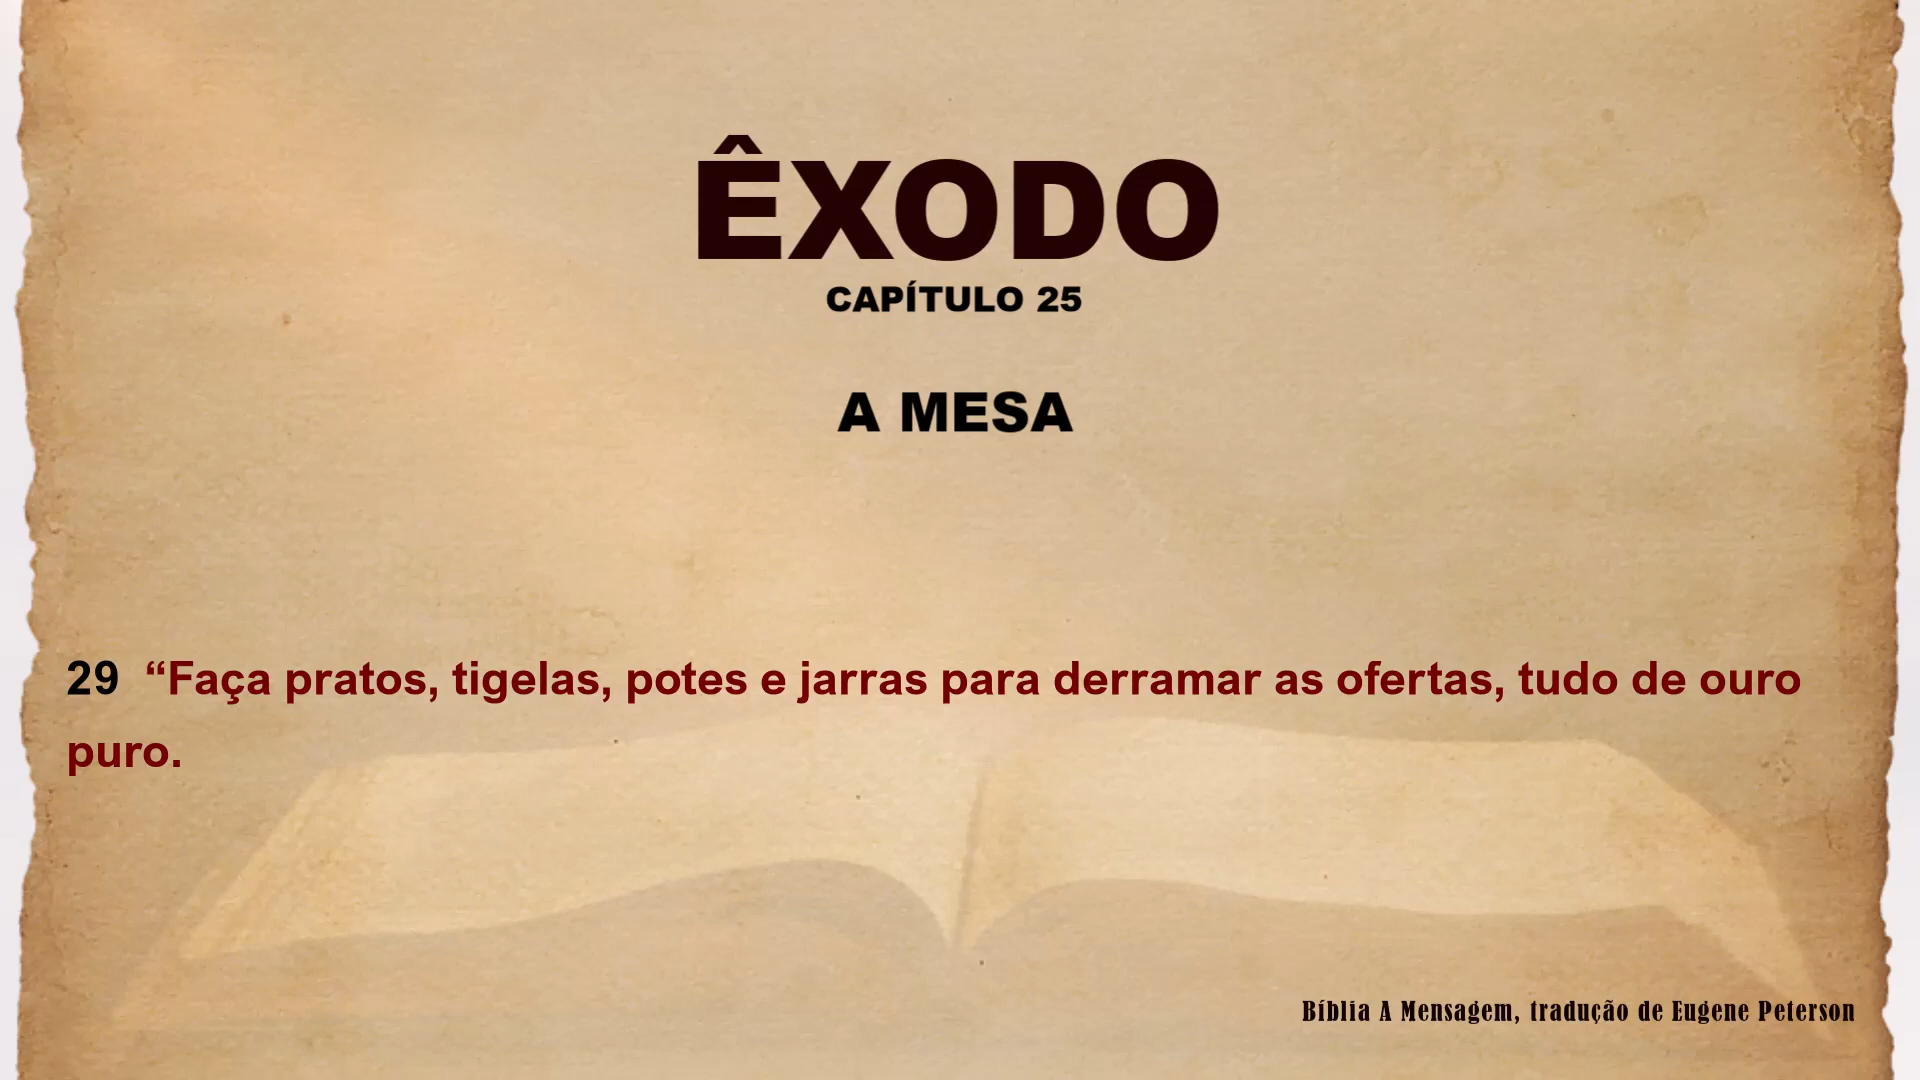 ÊXODO
CAPÍTULO 25
A MESA
29 “Faça pratos, tigelas, potes e jarras para derramar as ofertas, tudo de ouro
puro.
Bíblia A Mensagem, tradução de Eugene Peterson